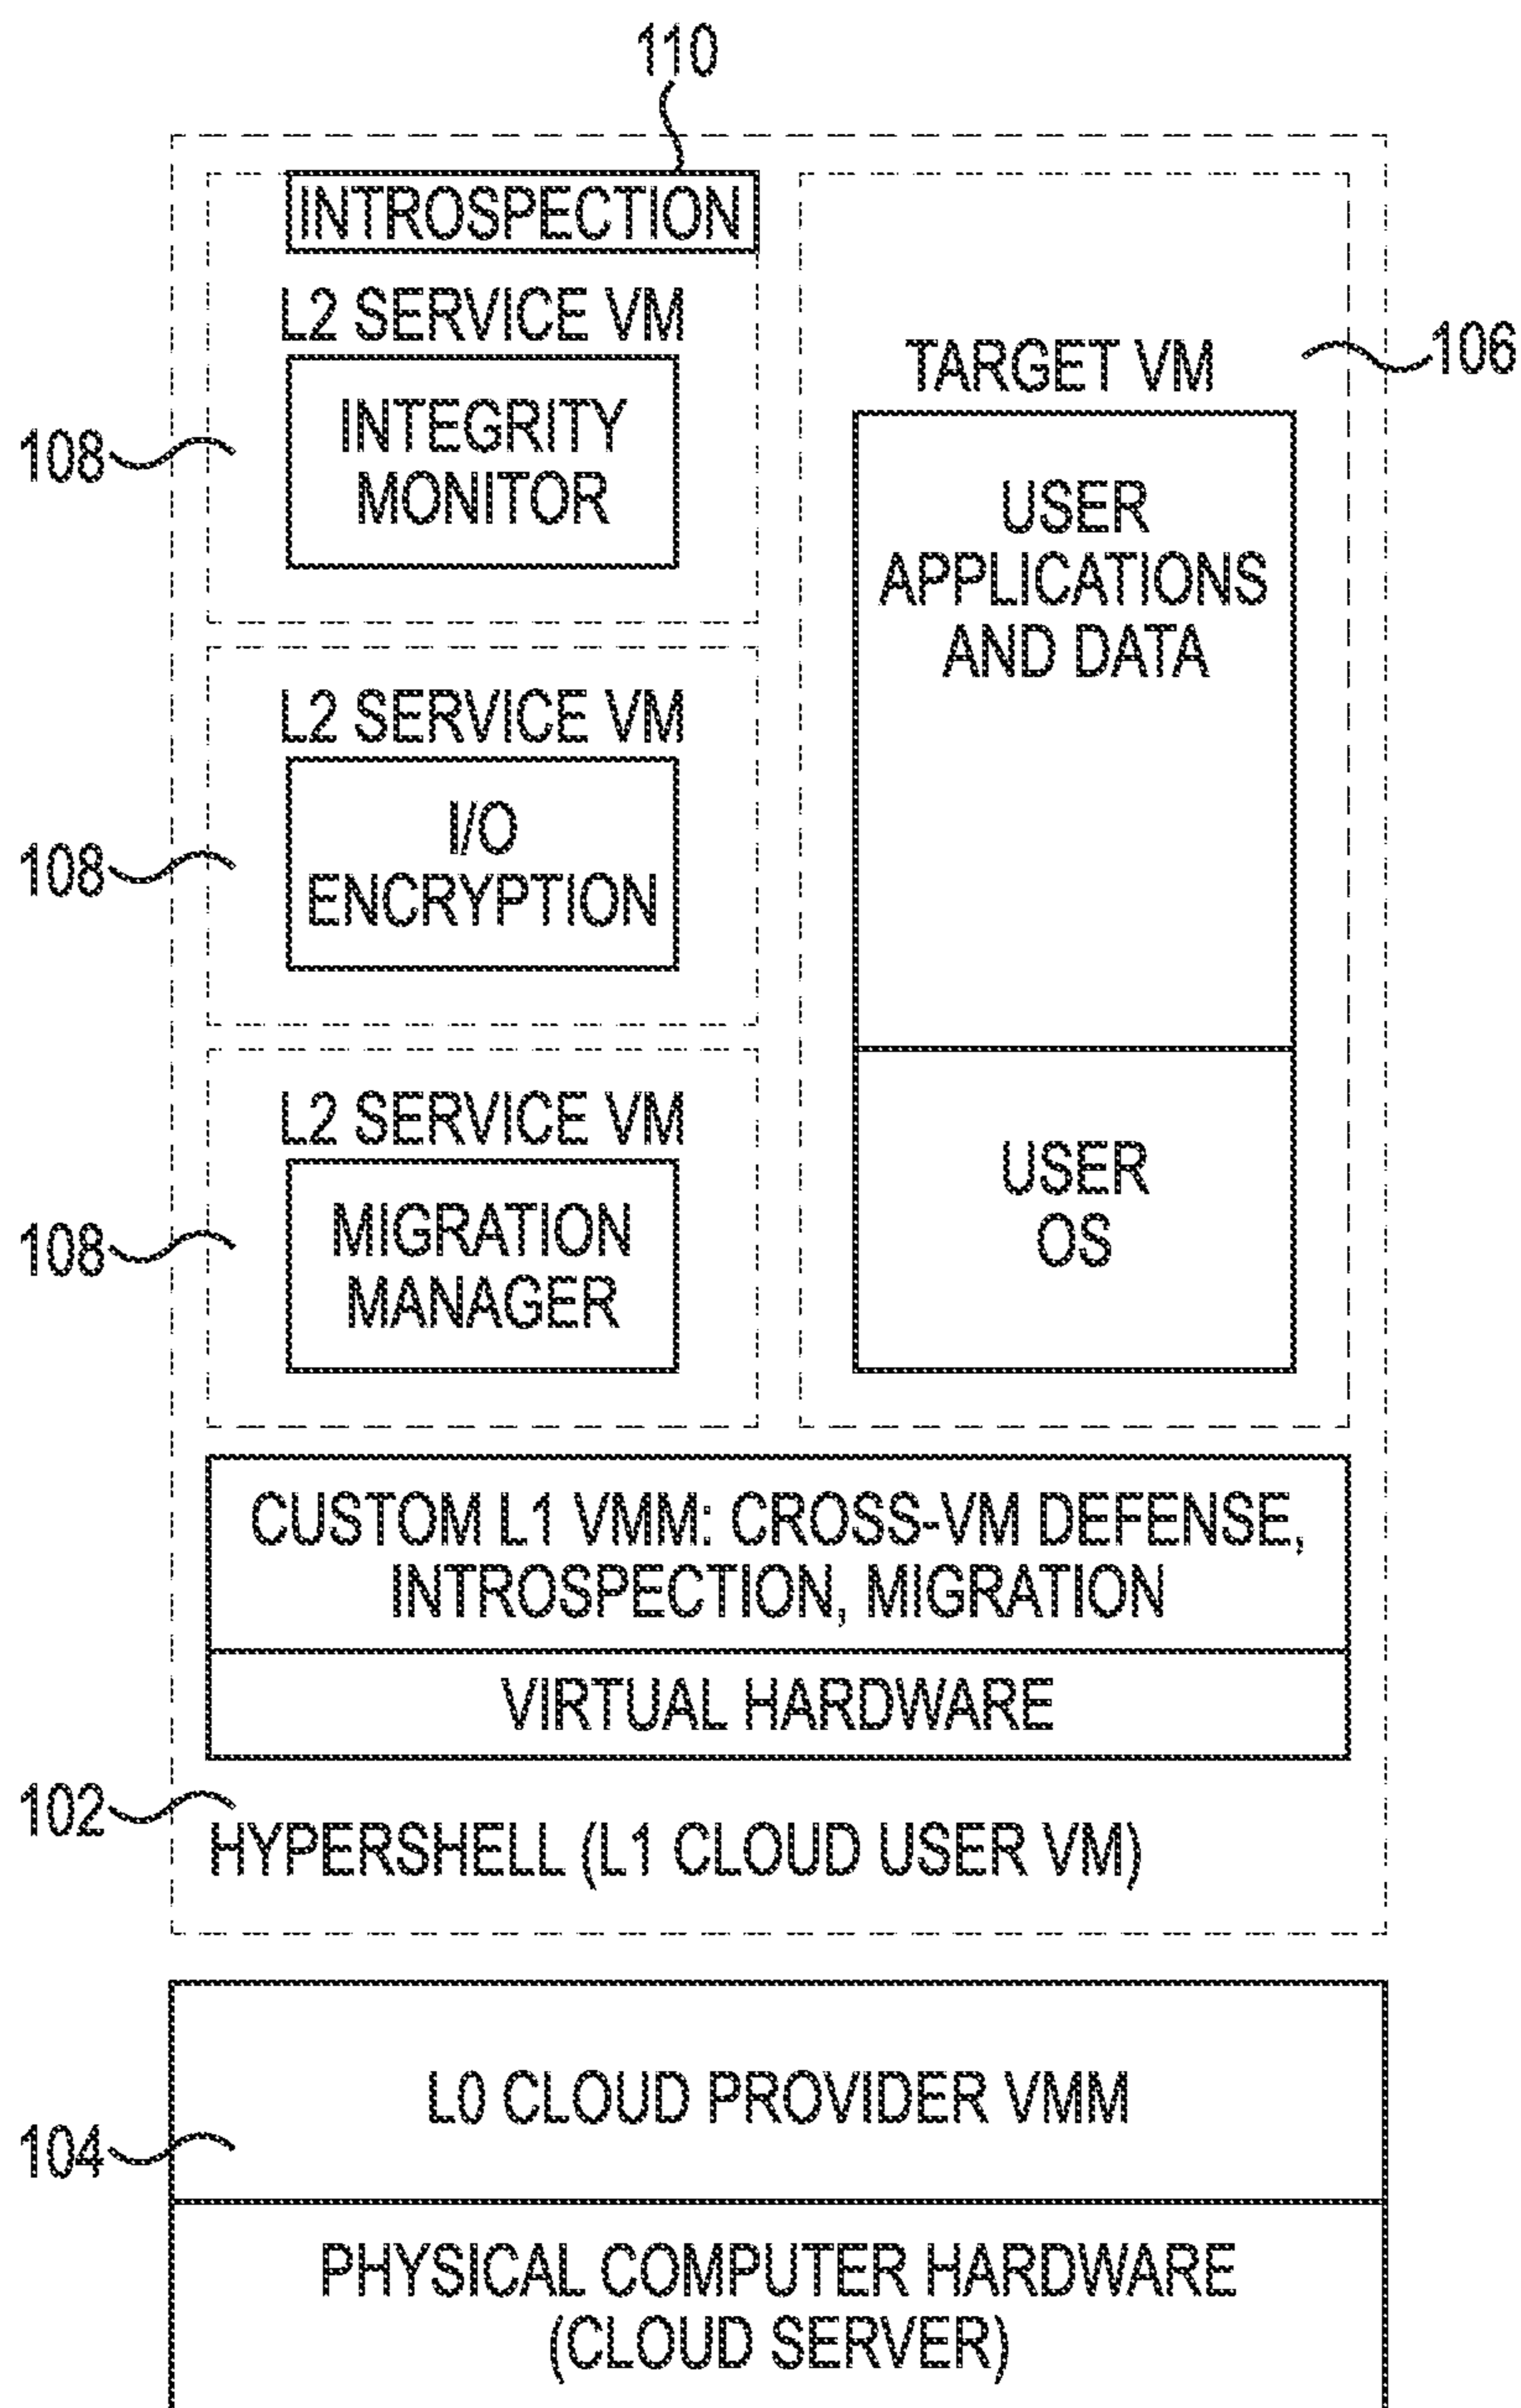 110
INTROSPECTION
L2 SERVICE VM
INTEGRITY
MONITOR
108
L2 SERVICE VM
I/O
ENCRYPTION
108
L2 SERVICE VM
MIGRATION
MANAGER
108
TARGET VM
106
USER
APPLICATIONS
AND DATA
USER
OS
CUSTOM L1 VMM: CROSS-VM DEFENSE,
INTROSPECTION, MIGRATION
VIRTUAL HARDWARE
102
HYPERSHELL (L1 CLOUD USER VM)
L0 CLOUD PROVIDER VMM
104
PHYSICAL COMPUTER HARDWARE
(CLOUD SERVER)